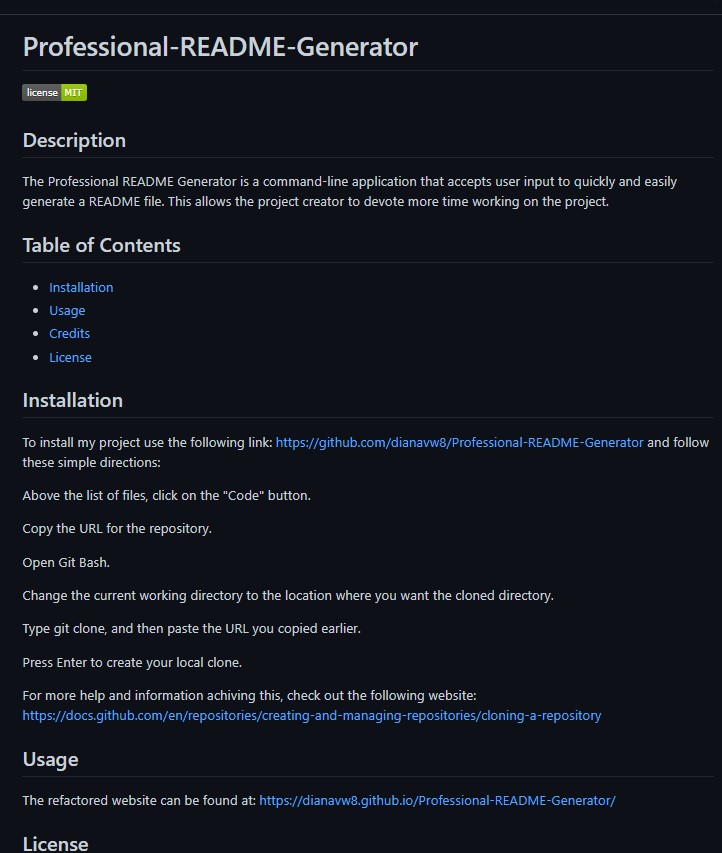 Professional-README-Generator
license MIT
Description
The Professional README Generator is a command-line application that accepts user input to quickly and easily
generate a README file. This allows the project creator to devote more time working on the project.
Table of Contents
Installation
Usage
Credits
License
Installation
To install my project use the following link: https://github.com/dianavw8/Professional-README-Generator and follow
these simple directions:
Above the list of files, click on the "Code" button.
Copy the URL for the repository.
Open Git Bash.
Change the current working directory to the location where you want the cloned directory.
Type git clone, and then paste the URL you copied earlier.
Press Enter to create your local clone.
For more help and information achiving this, check out the following website:
https://docs.github.com/en/repositories/creating-and-managing-repositories/cloning-a-repository
Usage
The refactored website can be found at: https://dianavw8.github.io/Professional-README-Generator/
License